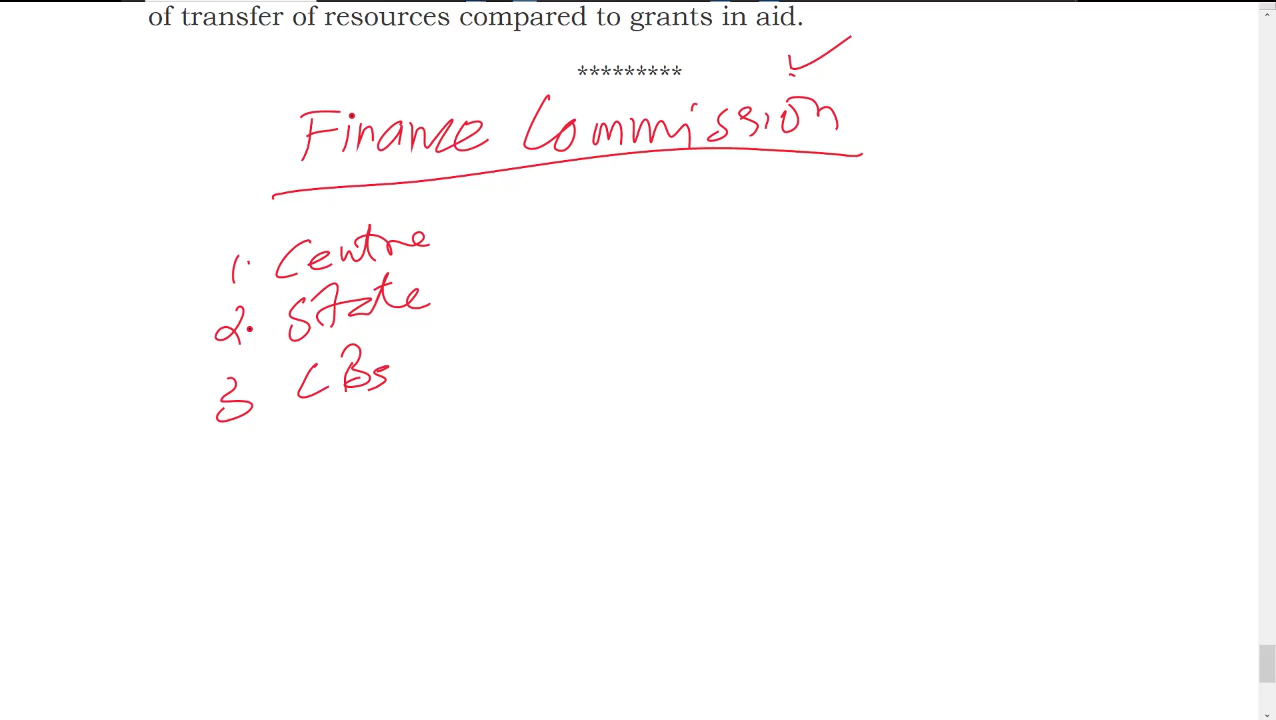 of transfer of resources compared to grants in aid.
*********
Finance Commission
1. Centre
2. State
3 LBs